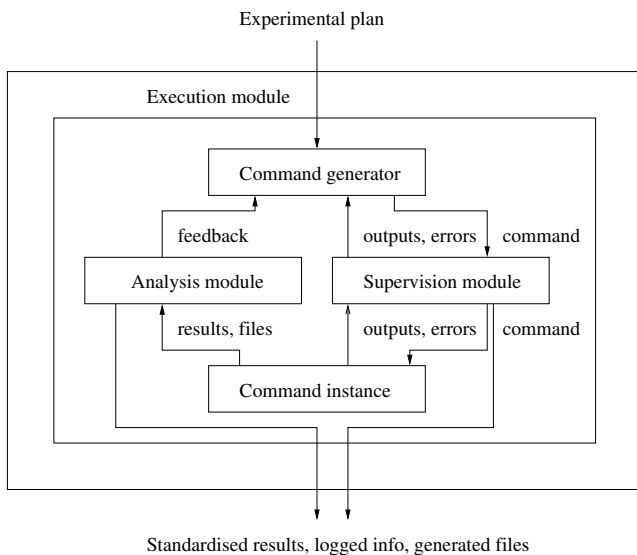 Experimental plan
Execution module
Command generator
feedback
outputs, errors
command
Analysis module
Supervision module
results, files
outputs, errors
command
Command instance
Standardised results, logged info, generated files